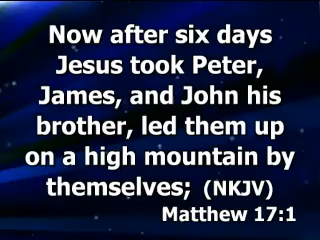 Now after six days
Jesus took Peter,
James, and John his
brother, led them up
on a high mountain by
themselves; (NKJV)
Matthew 17:1